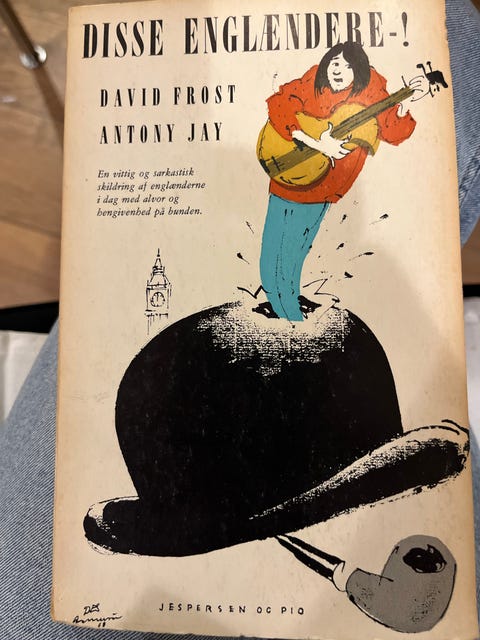 DISSE ENGLÆNDERE-!
DAVID FROST
ANTONY JAY
En vittig og sarkastisk
skildring af englænderne
i dag med alvor og
hengivenhed på bunden.
JESPERSEN OG PIO